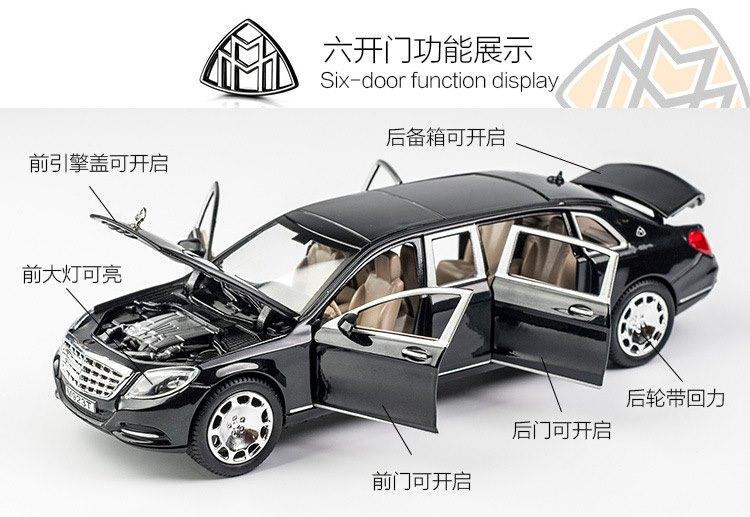 六开门功能展示
Six-door function display
后备箱可开启
前引擎盖可开启
前大灯可亮
后轮带回力
后门可开启
前门可开启